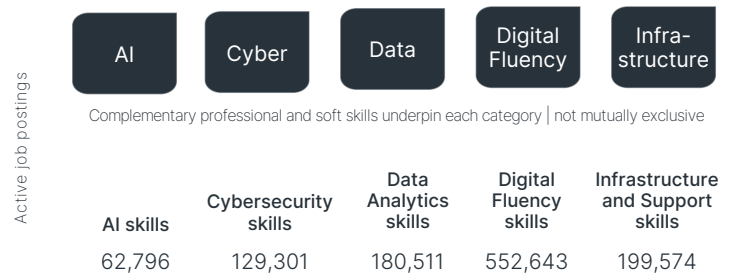 AI
Cyber
Data
Digital
Fluency
Infra-
structure
Complementary professional and soft skills underpin each category | not mutually exclusive
Active job postings
AI skills
Cybersecurity
skills
Data
Analytics
skills
Digital
Fluency
skills
Infrastructure
and Support
skills
62,796
129,301
180,511
552,643
199,574